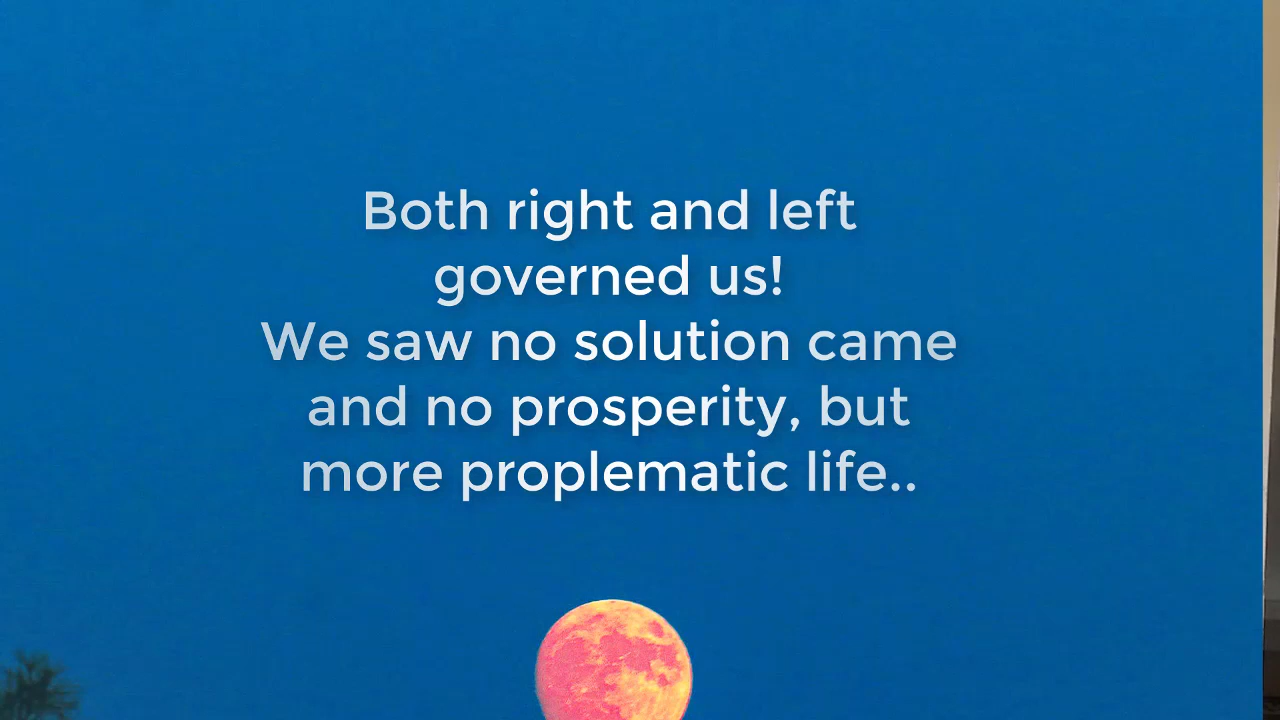 Both right and left
governed us!
We saw no solution came
and no prosperity, but
more proplematic life..